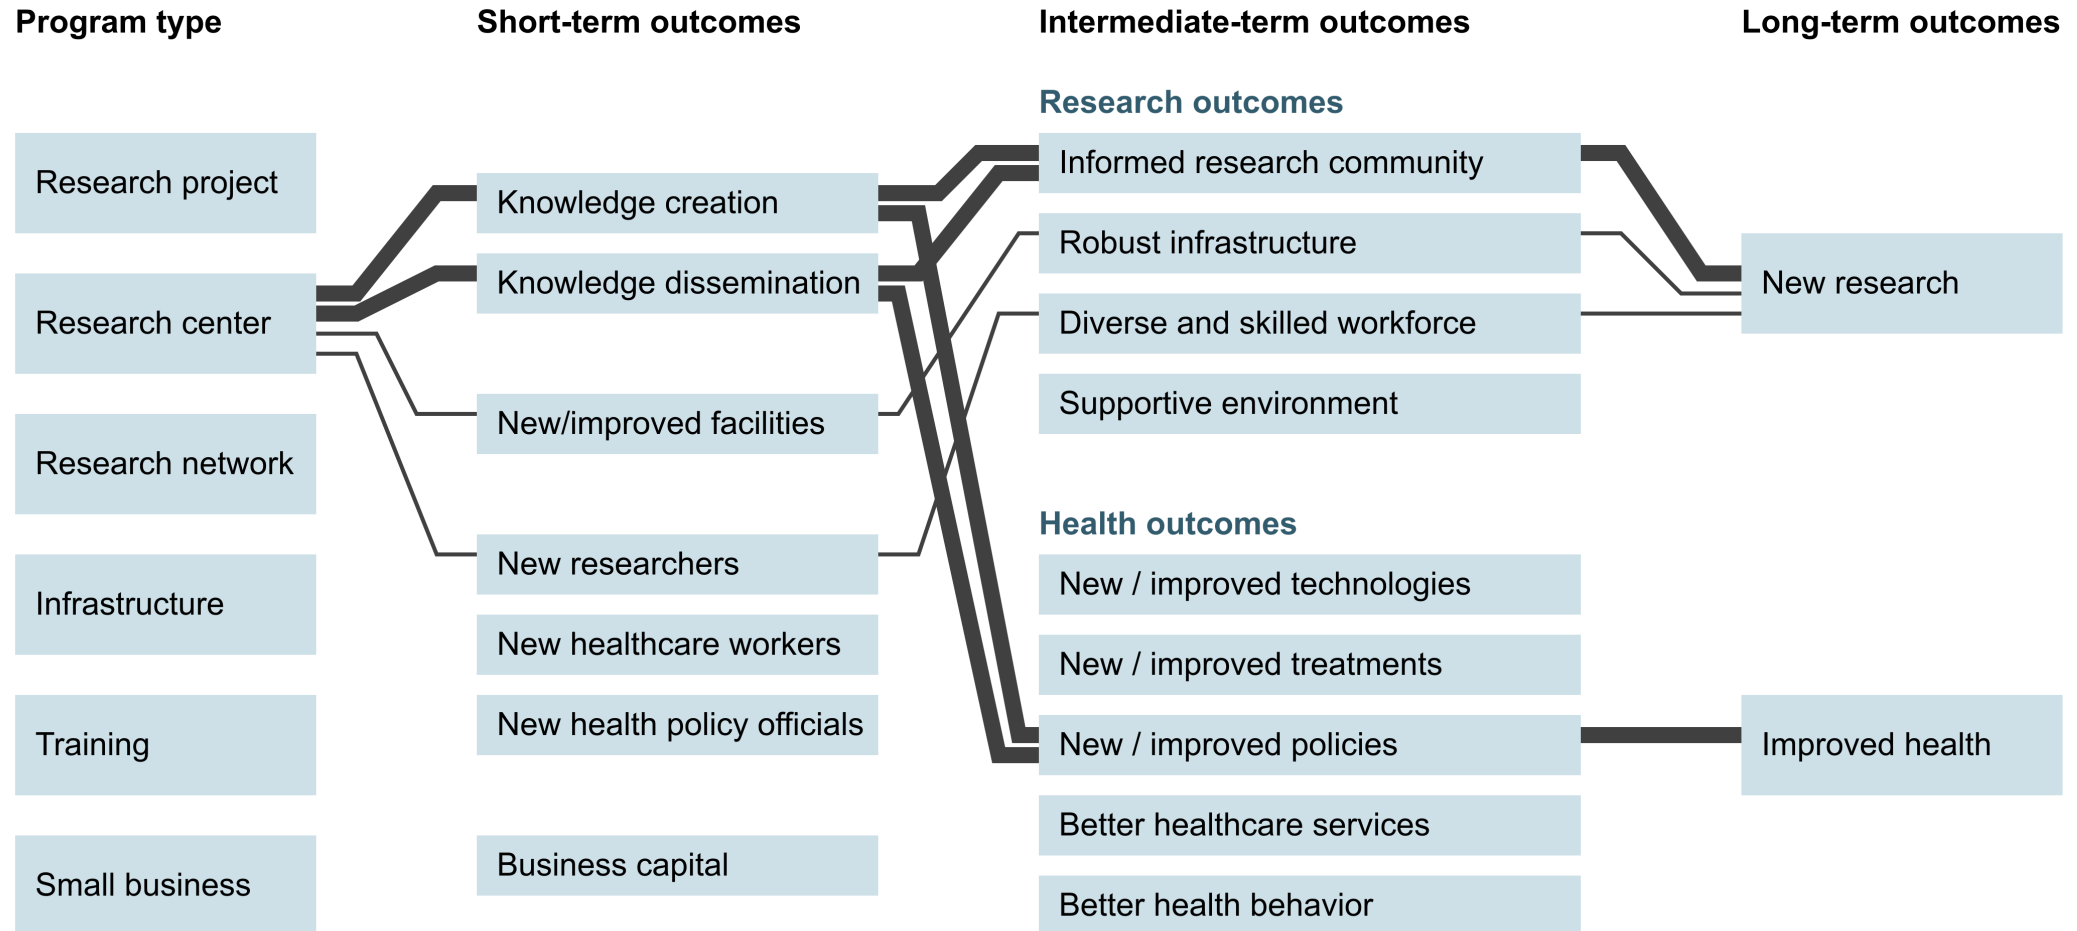 Program type
Short-term outcomes
Intermediate-term outcomes
Long-term outcomes
Research project
Research center
Research network
Infrastructure
Training
Small business
Knowledge creation
Knowledge dissemination
New/improved facilities
New researchers
New healthcare workers
New health policy officials
Business capital
Research outcomes
Informed research community
Robust infrastructure
Diverse and skilled workforce
Supportive environment
Health outcomes
New / improved technologies
New / improved treatments
New / improved policies
Better healthcare services
Better health behavior
New research
Improved health